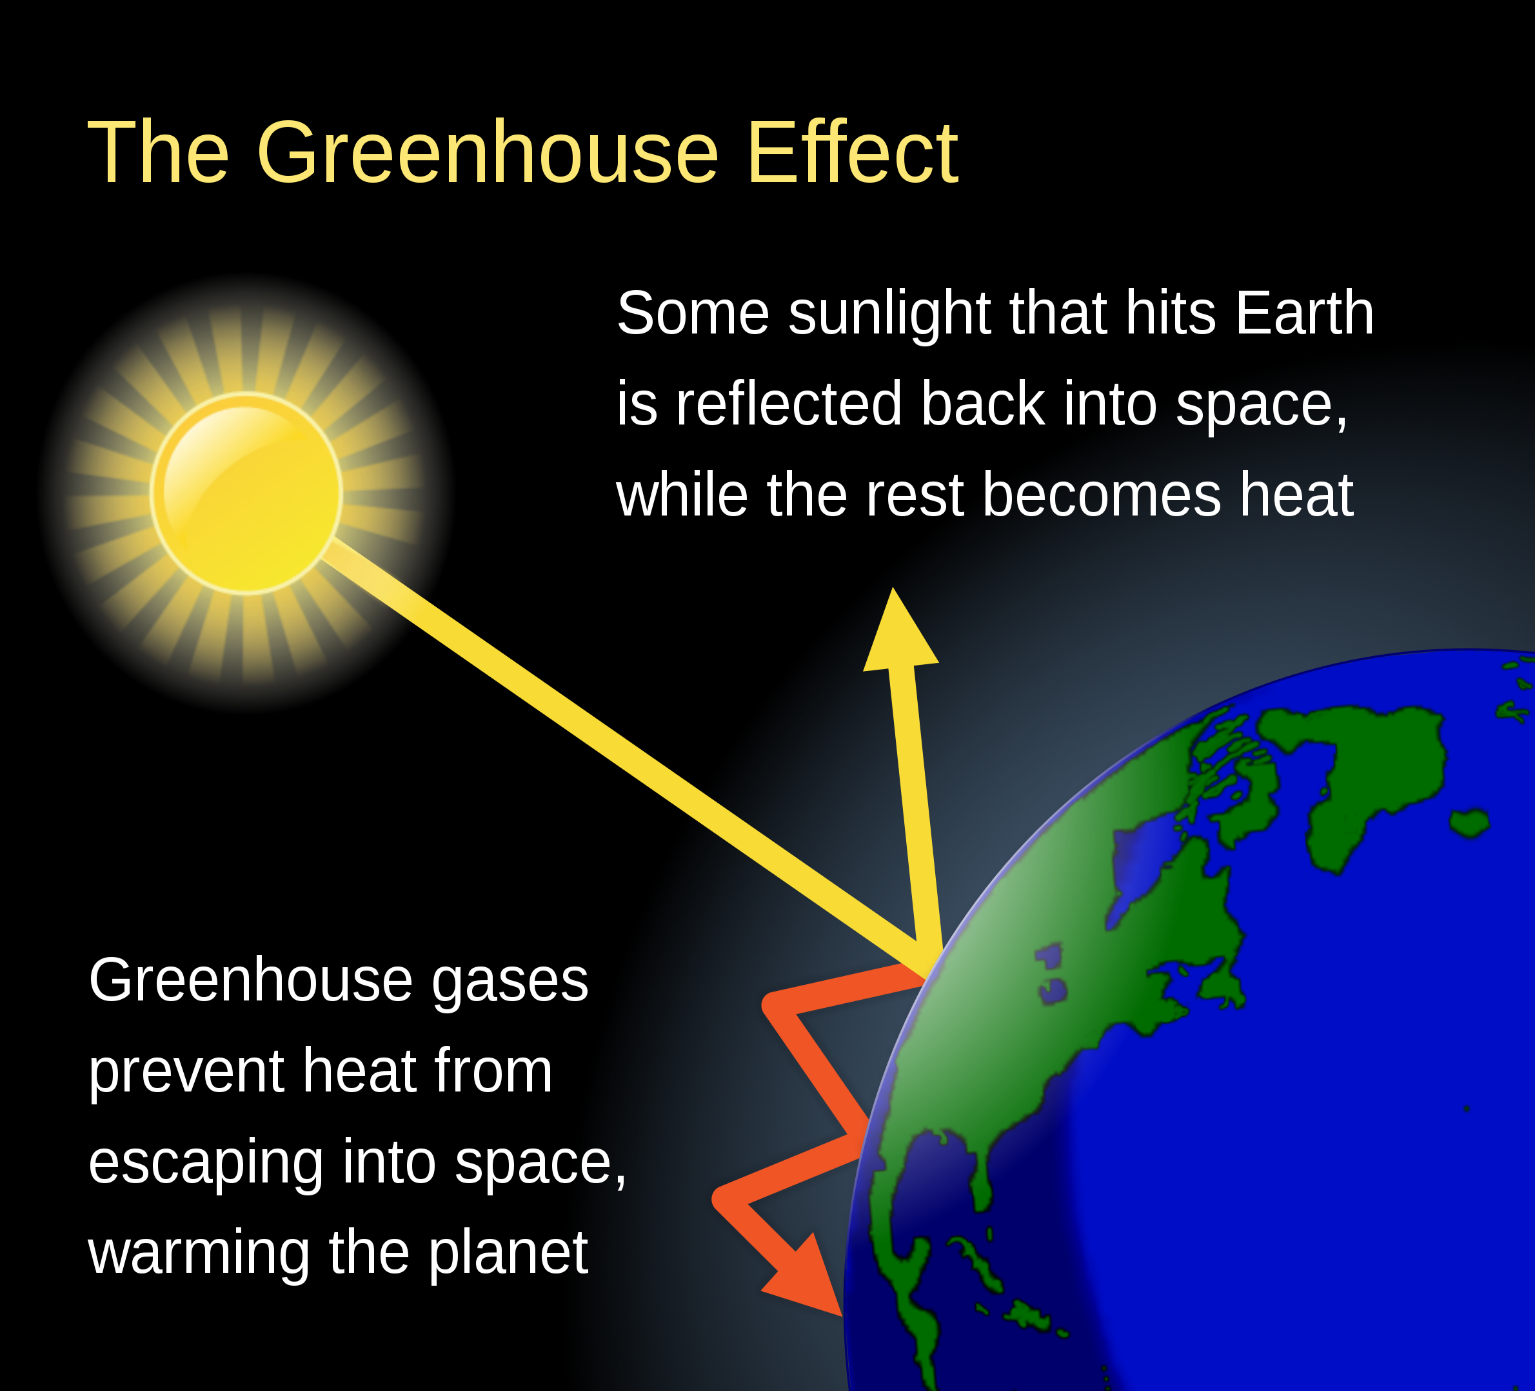 The Greenhouse Effect
Some sunlight that hits Earth
is reflected back into space,
while the rest becomes heat
Greenhouse gases
prevent heat from
escaping into space,
warming the planet